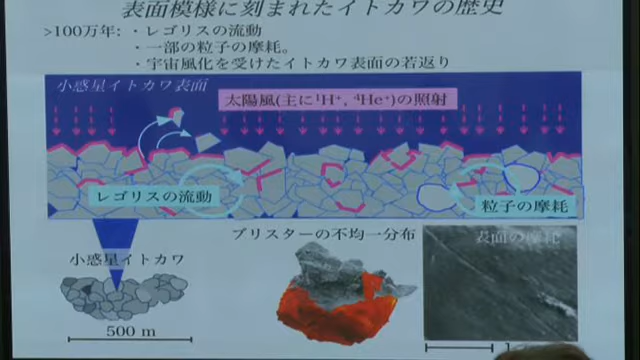 表面模様に刻まれたイトカワの歴史
>100万年: ・レゴリスの流動
・一部の粒子の摩耗。
・宇宙風化を受けたイトカワ表面の若返り
小惑星イトカワ表面
太陽風(主に¹H⁺, ⁴He⁺)の照射
レゴリスの流動
粒子の摩耗
小惑星イトカワ
500 m
ブリスターの不均一分布
表面の摩耗